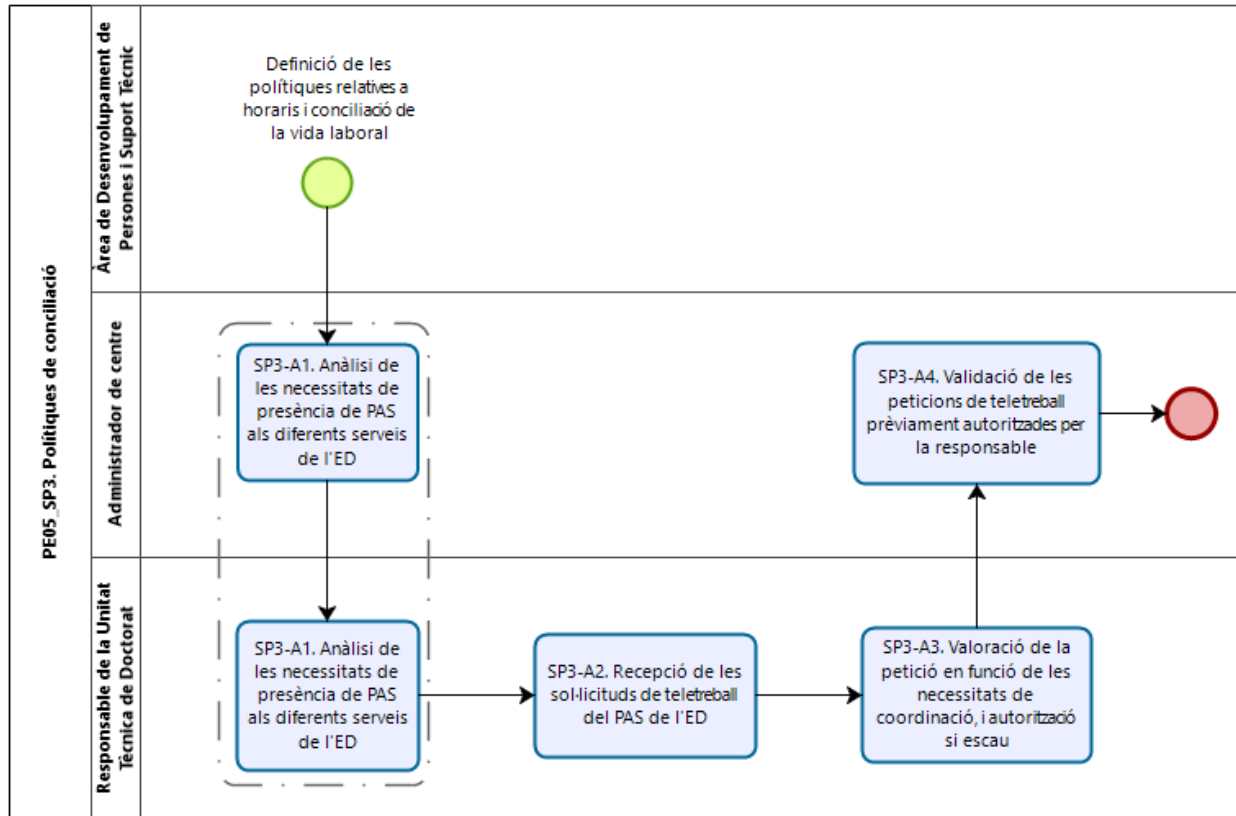 PE05_SP3. Polítiques de conciliació
Àrea de Desenvolupament de
Persones i Suport Tècnic
Definició de les
polítiques relatives a
horaris i conciliació de
la vida laboral
Administrador de centre
SP3-A1. Anàlisi de
les necessitats de
presència de PAS
als diferents serveis
de l'ED
SP3-A4. Validació de les
peticions de teletreball
prèviament autoritzades per
la responsable
Responsable de la Unitat
Tècnica de Doctorat
SP3-A1. Anàlisi de
les necessitats de
presència de PAS
als diferents serveis
de l'ED
SP3-A2. Recepció de les
sol·licituds de teletreball
del PAS de l'ED
SP3-A3. Valoració de la
petició en funció de les
necessitats de
coordinació, i autorització
si escau